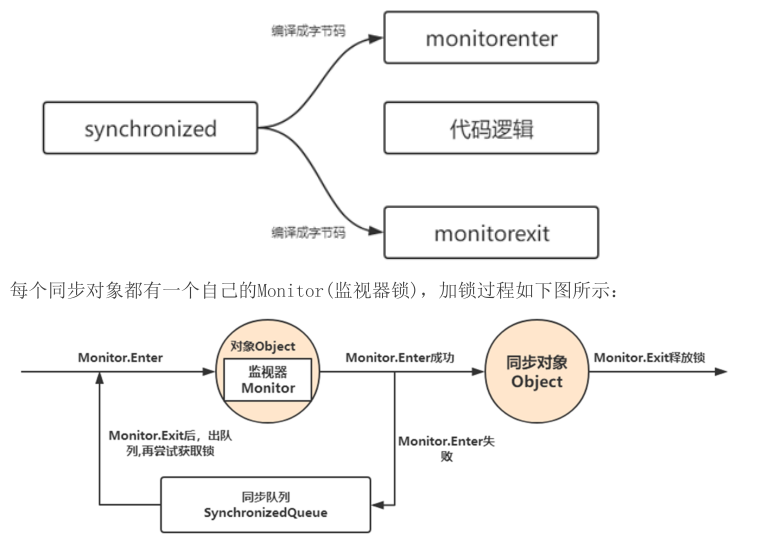 编译成字节码
monitorenter
synchronized
代码逻辑
编译成字节码
monitorexit
每个同步对象都有一个自己的Monitor(监视器锁)，加锁过程如下图所示：
对象Object
监视器
Monitor
Monitor.Enter
Monitor.Enter成功
同步对象
Object
Monitor.Exit释放锁
Monitor.Exit后，出队
列,再尝试获取锁
Monitor.Enter失
败
同步队列
SynchronizedQueue